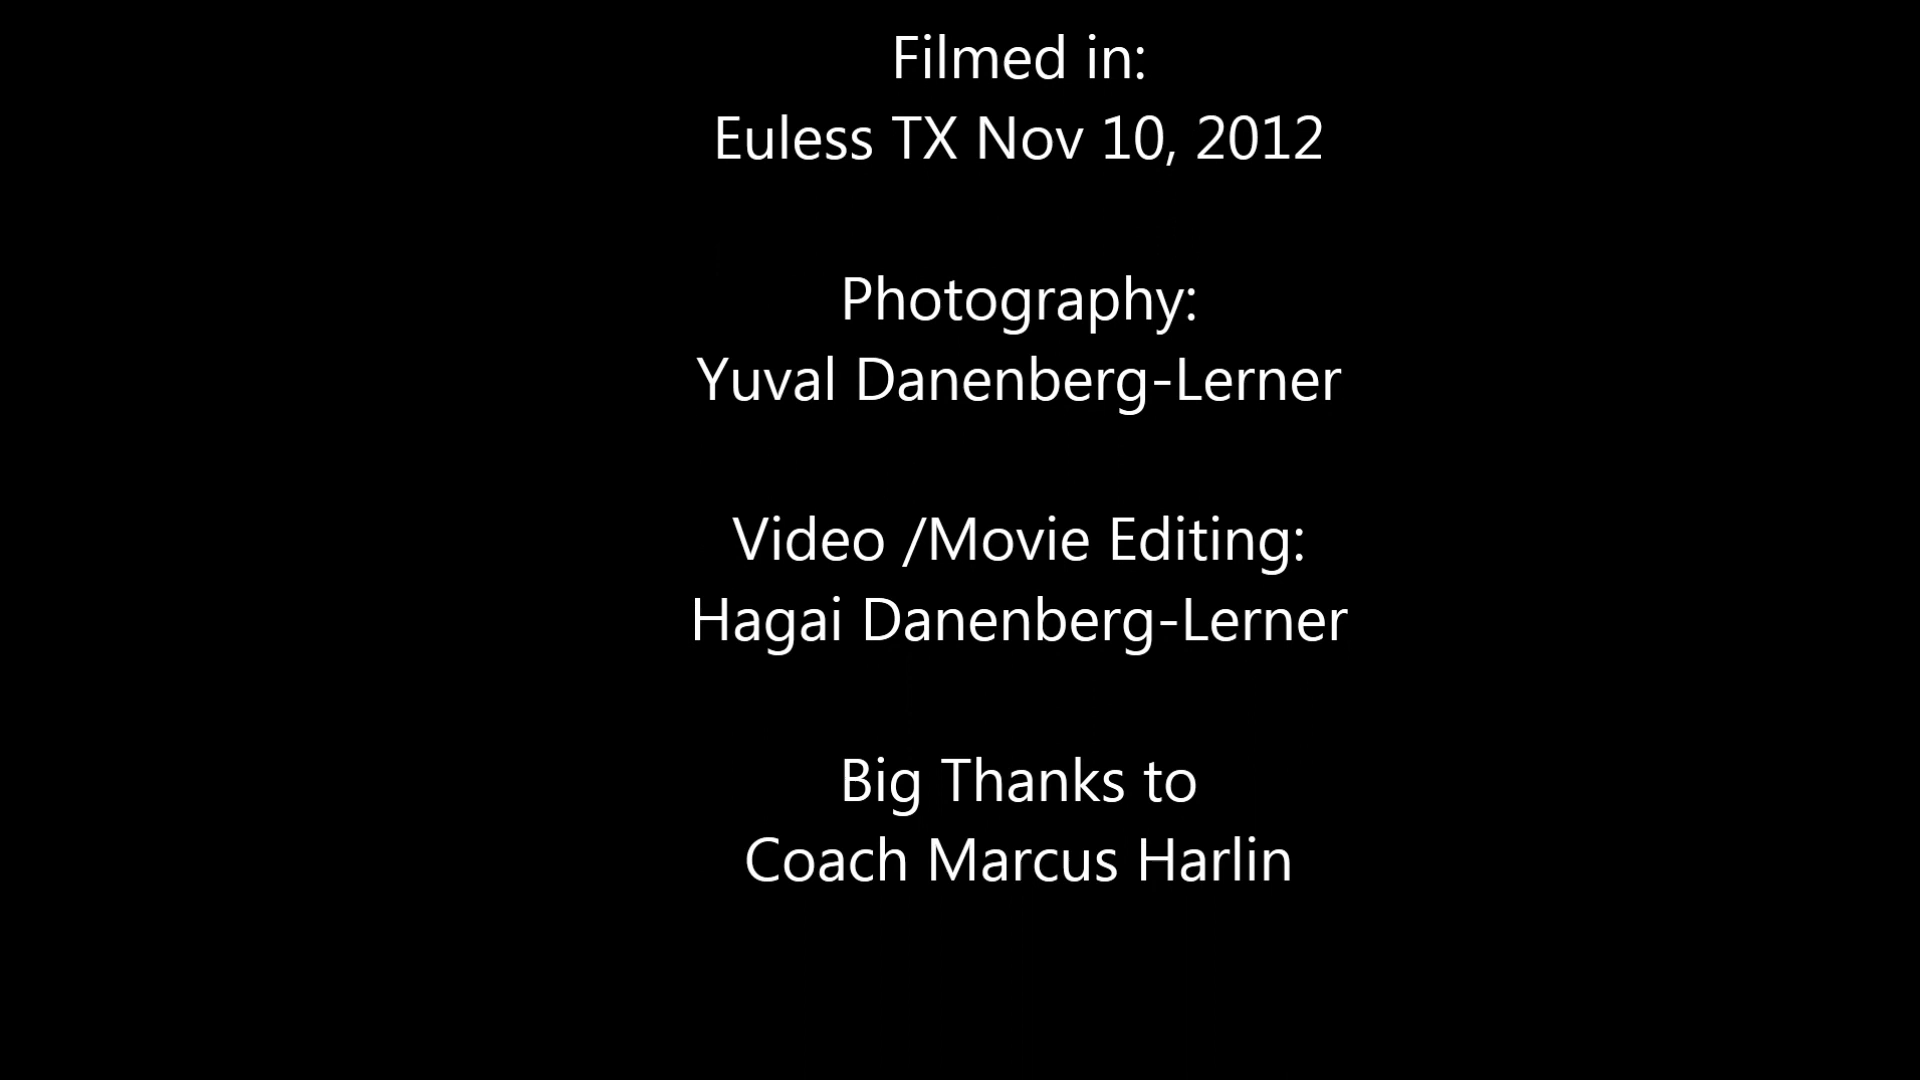 Filmed in:
Euless TX Nov 10, 2012
Photography:
Yuval Danenberg-Lerner
Video /Movie Editing:
Hagai Danenberg-Lerner
Big Thanks to
Coach Marcus Harlin